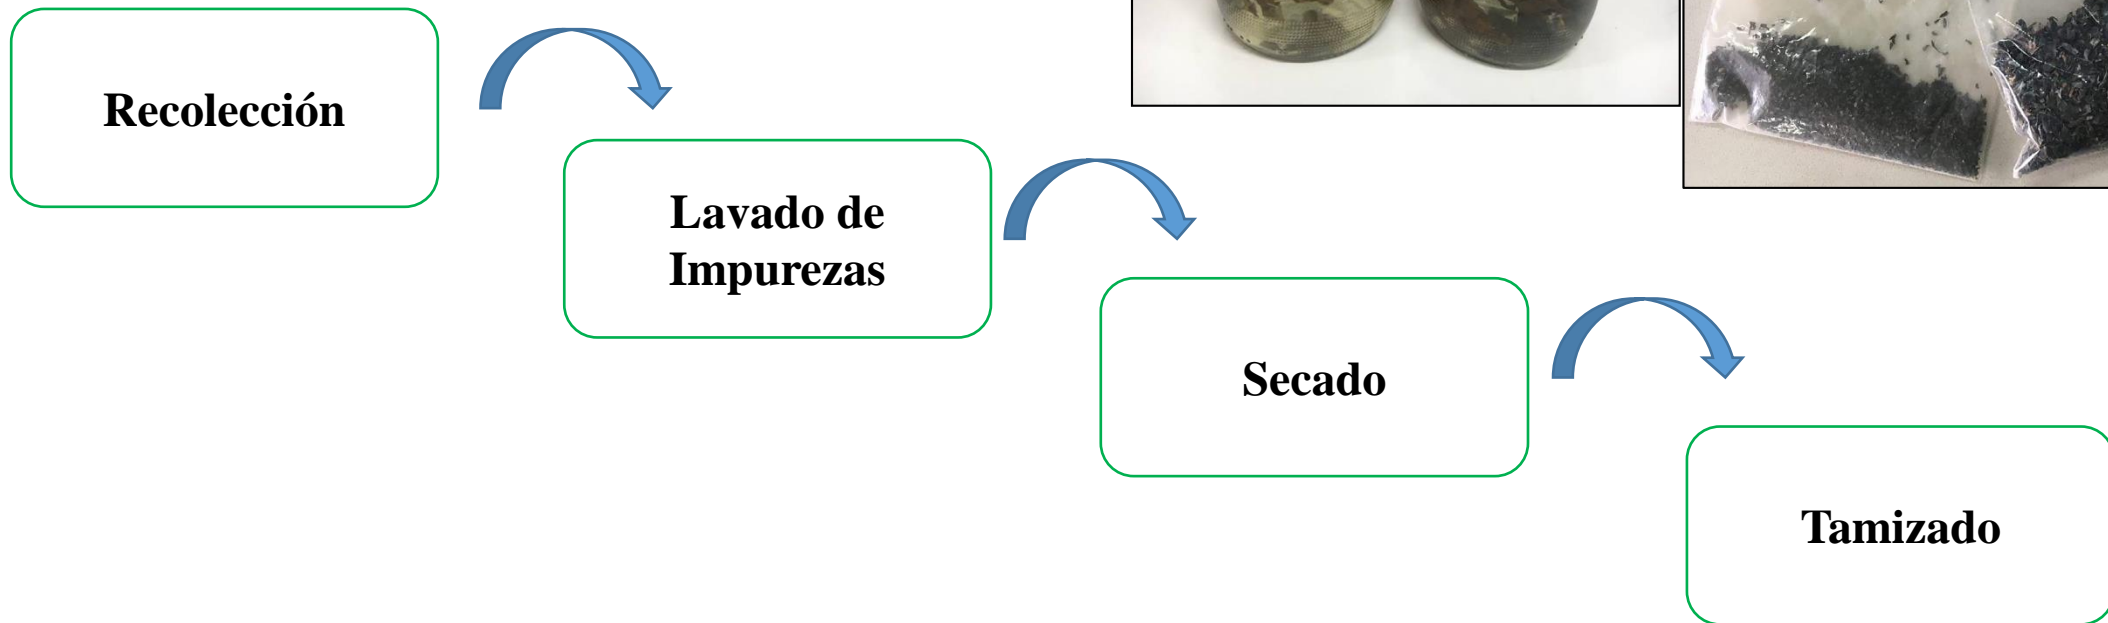 Recolección
Lavado de
Impurezas
Secado
Tamizado